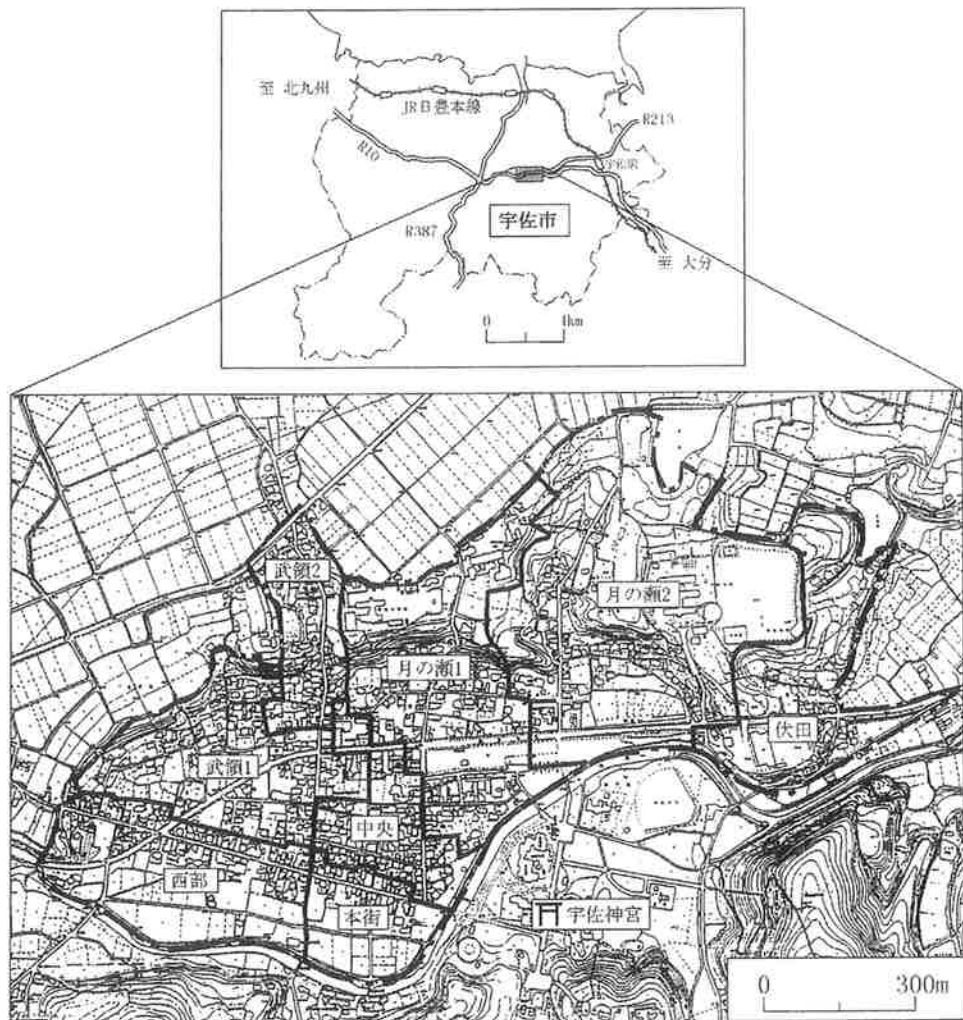 至 北九州
JR日豊本線
R213
R10
宇佐駅
宇佐市
R387
至 大分
0 4km
武領2
月の瀬2
月の瀬1
伏田
武領1
中央
西部
本街
宇佐神宮
0 300m